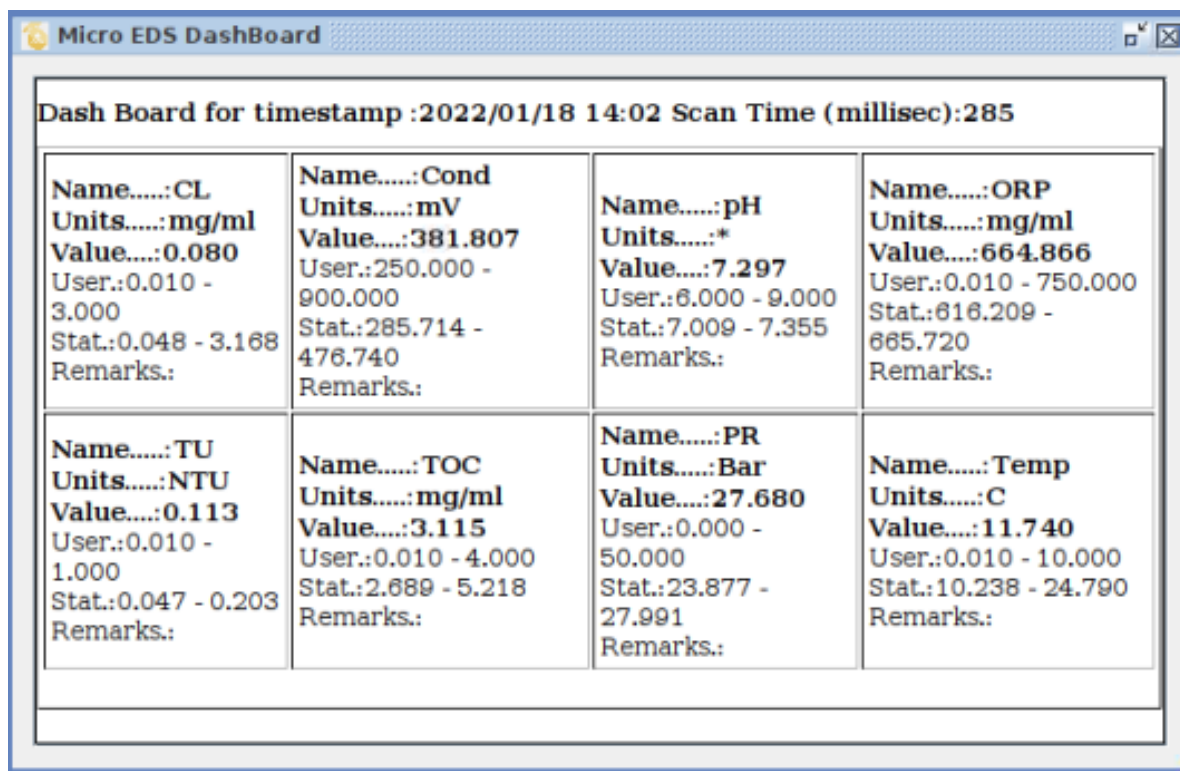 Micro EDS DashBoard
Dash Board for timestamp :2022/01/18 14:02 Scan Time (millisec):285
Name.....:CL
Units.....:mg/ml
Value....:0.080
User.:0.010 -
3.000
Stat.:0.048 - 3.168
Remarks.:
Name.....:Cond
Units.....:mV
Value....:381.807
User.:250.000 -
900.000
Stat.:285.714 -
476.740
Remarks.:
Name.....:pH
Units.....:*
Value....:7.297
User.:6.000 - 9.000
Stat.:7.009 - 7.355
Remarks.:
Name.....:ORP
Units.....:mg/ml
Value....:664.866
User.:0.010 - 750.000
Stat.:616.209 -
665.720
Remarks.:
Name.....:TU
Units.....:NTU
Value....:0.113
User.:0.010 -
1.000
Stat.:0.047 - 0.203
Remarks.:
Name.....:TOC
Units.....:mg/ml
Value....:3.115
User.:0.010 - 4.000
Stat.:2.689 - 5.218
Remarks.:
Name.....:PR
Units.....:Bar
Value....:27.680
User.:0.000 -
50.000
Stat.:23.877 -
27.991
Remarks.:
Name.....:Temp
Units.....:C
Value....:11.740
User.:0.010 - 10.000
Stat.:10.238 - 24.790
Remarks.: